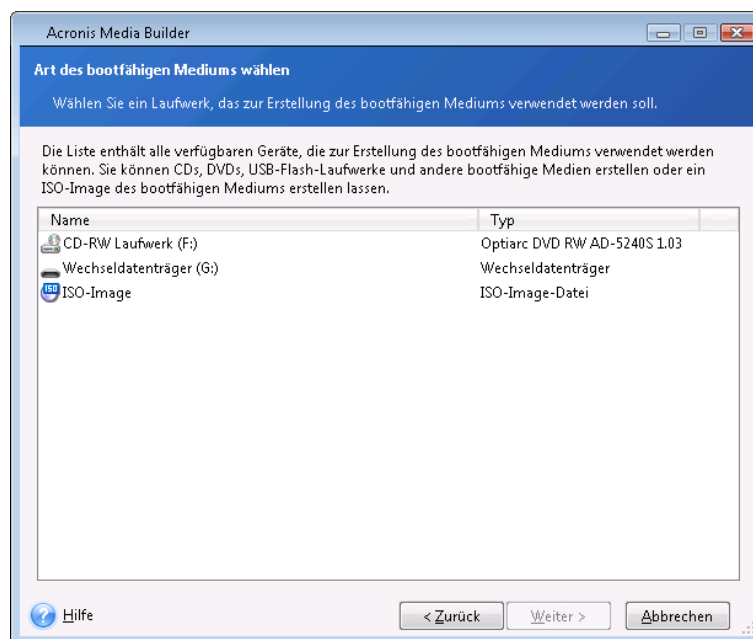 Acronis Media Builder
Art des bootfähigen Mediums wählen
Wählen Sie ein Laufwerk, das zur Erstellung des bootfähigen Mediums verwendet werden soll.
Die Liste enthält alle verfügbaren Geräte, die zur Erstellung des bootfähigen Mediums verwendet werden
können. Sie können CDs, DVDs, USB-Flash-Laufwerke und andere bootfähige Medien erstellen oder ein
ISO-Image des bootfähigen Mediums erstellen lassen.
Name Typ
CD-RW Laufwerk (F:) Optiarc DVD RW AD-5240S 1.03
Wechseldatenträger (G:) Wechseldatenträger
ISO ISO-Image ISO-Image-Datei
Hilfe < Zurück Weiter > Abbrechen